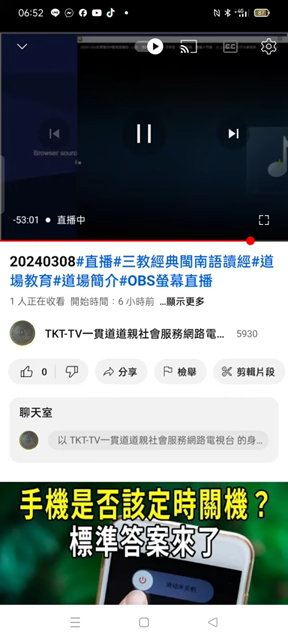 06:52
Browser sour
-53:01 • 直播中
20240308#直播#三教經典閩南語讀經#道
場教育#道場簡介#OBS螢幕直播
1 人正在收看 開始時間：6 小時前 ...顯示更多
TKT-TV一貫道道親社會服務網路電... 5930
0 分享 檢舉 剪輯片段
聊天室
以 TKT-TV一貫道道親社會服務網路電視台 的身...
手機是否該定時關機？
標準答案來了